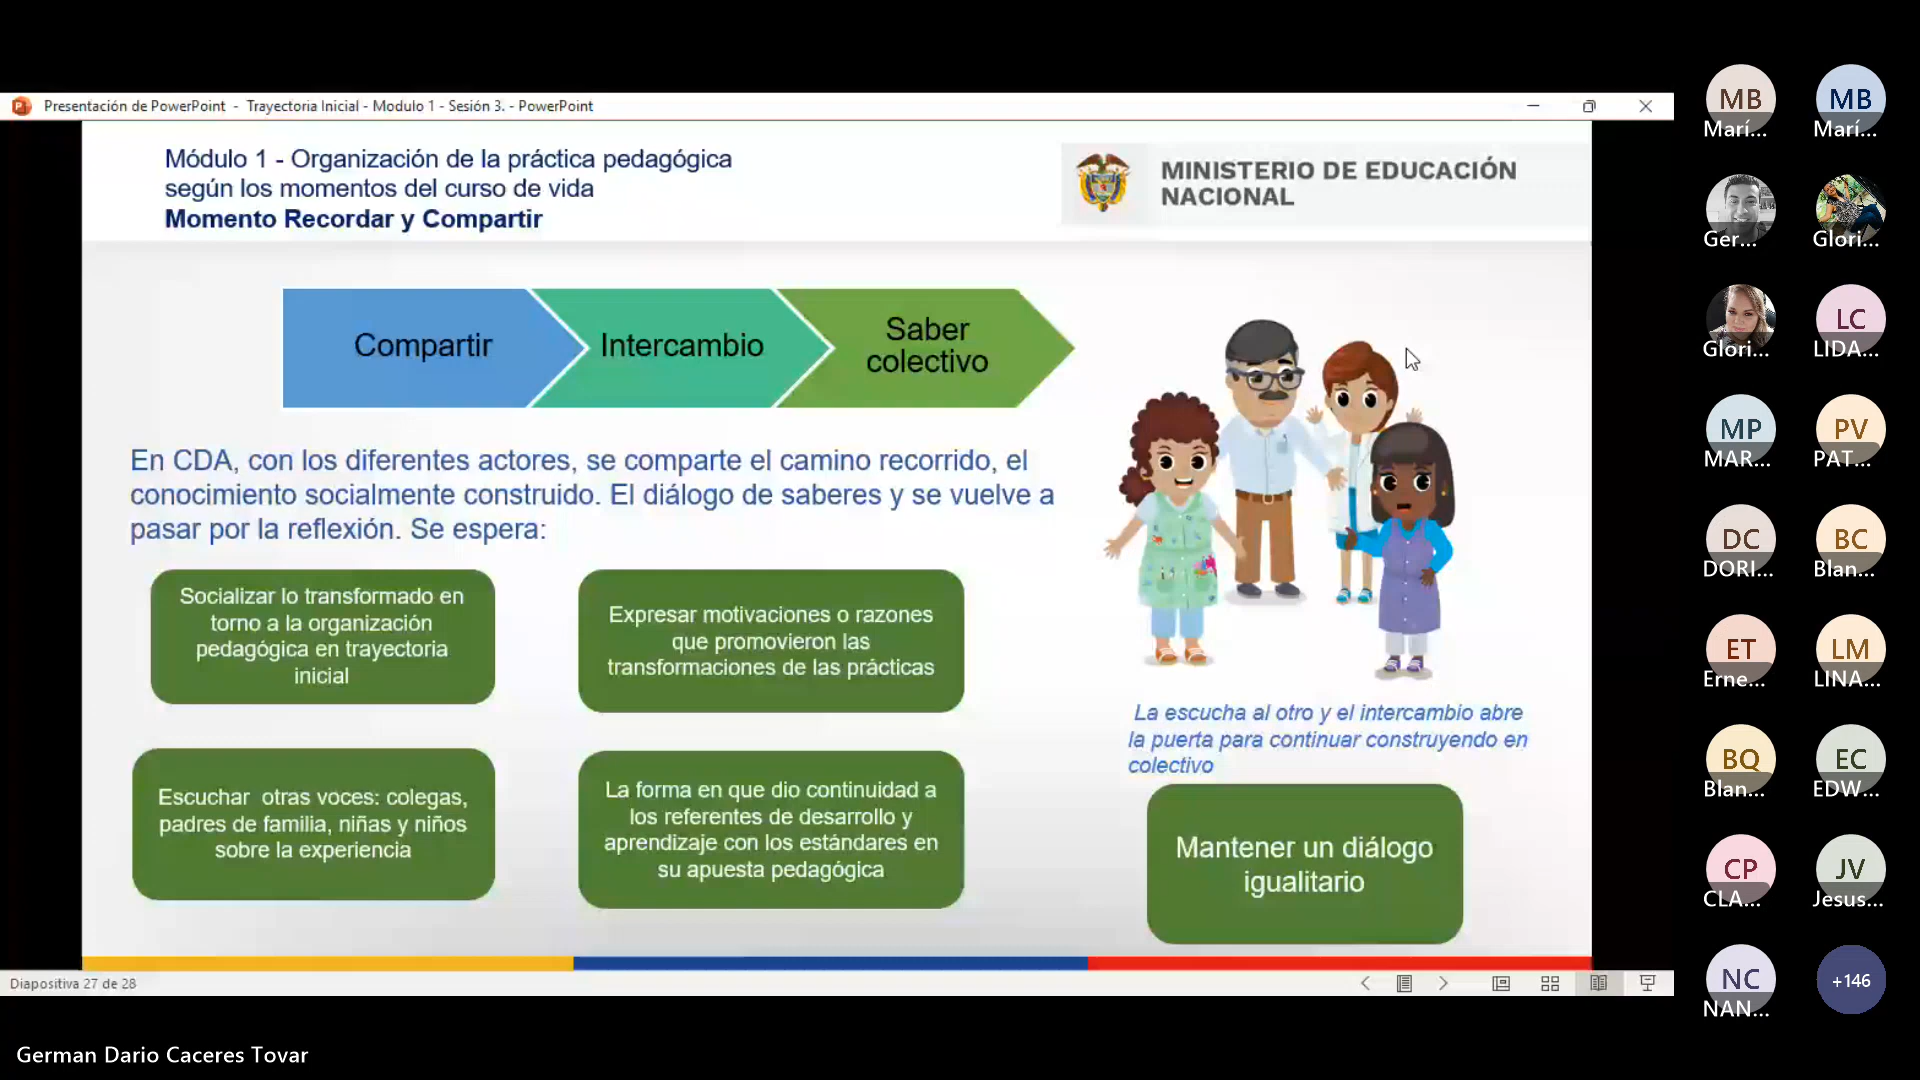 Presentación de PowerPoint - Trayectoria Inicial - Modulo 1 - Sesión 3. - PowerPoint
Módulo 1 - Organización de la práctica pedagógica
según los momentos del curso de vida
Momento Recordar y Compartir
MINISTERIO DE EDUCACIÓN
NACIONAL
Compartir
Intercambio
Saber
colectivo
En CDA, con los diferentes actores, se comparte el camino recorrido, el
conocimiento socialmente construido. El diálogo de saberes y se vuelve a
pasar por la reflexión. Se espera:
Socializar lo transformado en
torno a la organización
pedagógica en trayectoria
inicial
Expresar motivaciones o razones
que promovieron las
transformaciones de las prácticas
Escuchar otras voces: colegas,
padres de familia, niñas y niños
sobre la experiencia
La forma en que dio continuidad a
los referentes de desarrollo y
aprendizaje con los estándares en
su apuesta pedagógica
La escucha al otro y el intercambio abre
la puerta para continuar construyendo en
colectivo
Mantener un diálogo
igualitario
Diapositiva 27 de 28
German Dario Caceres Tovar
MB
Marí...
MB
Marí...
Ger...
Glori...
Glori...
LC
LIDA...
MP
MAR...
PV
PAT...
DC
DORI...
BC
Blan...
ET
Erne...
LM
LINA...
BQ
Blan...
EC
EDW...
CP
CLA...
JV
Jesus...
NC
NAN...
+146